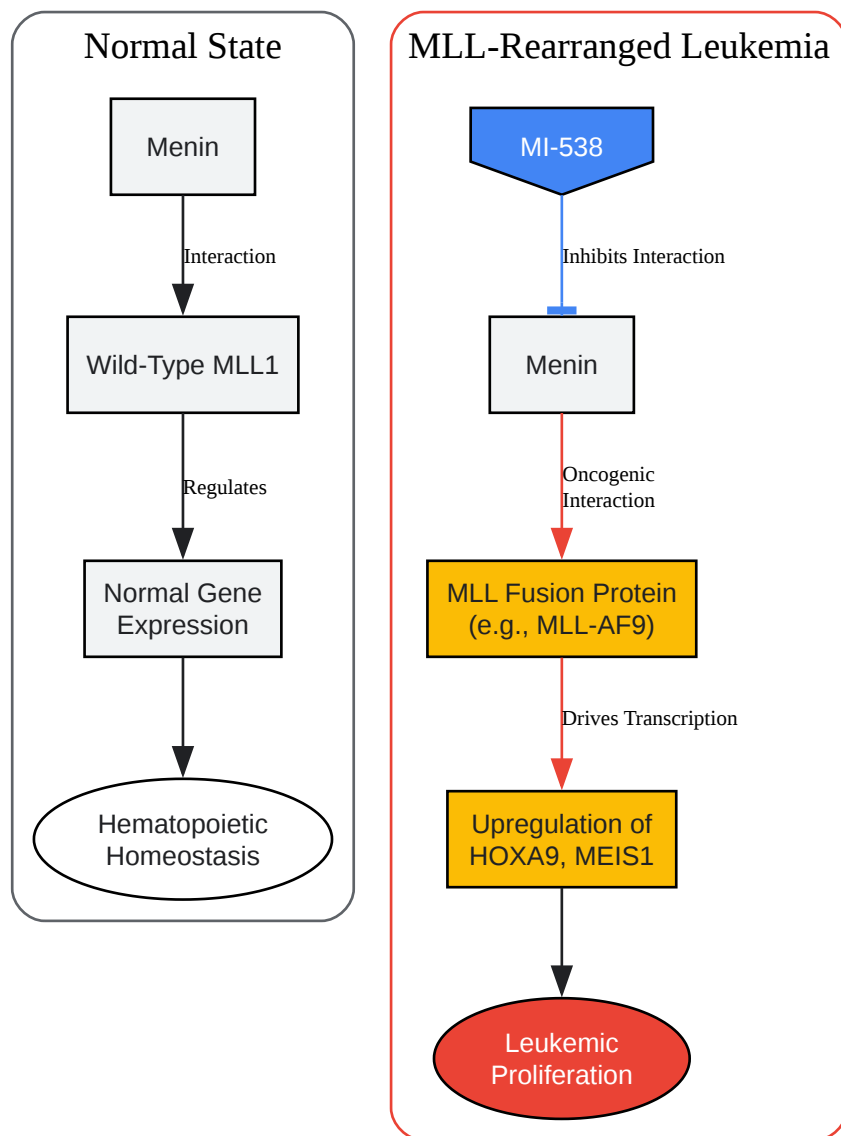 Normal State
Menin
Interaction
Wild-Type MLL1
Regulates
Normal Gene
Expression
Hematopoietic
Homeostasis
MLL-Rearranged Leukemia
MI-538
Inhibits Interaction
Menin
Oncogenic
Interaction
MLL Fusion Protein
(e.g., MLL-AF9)
Drives Transcription
Upregulation of
HOXA9, MEIS1
Leukemic
Proliferation